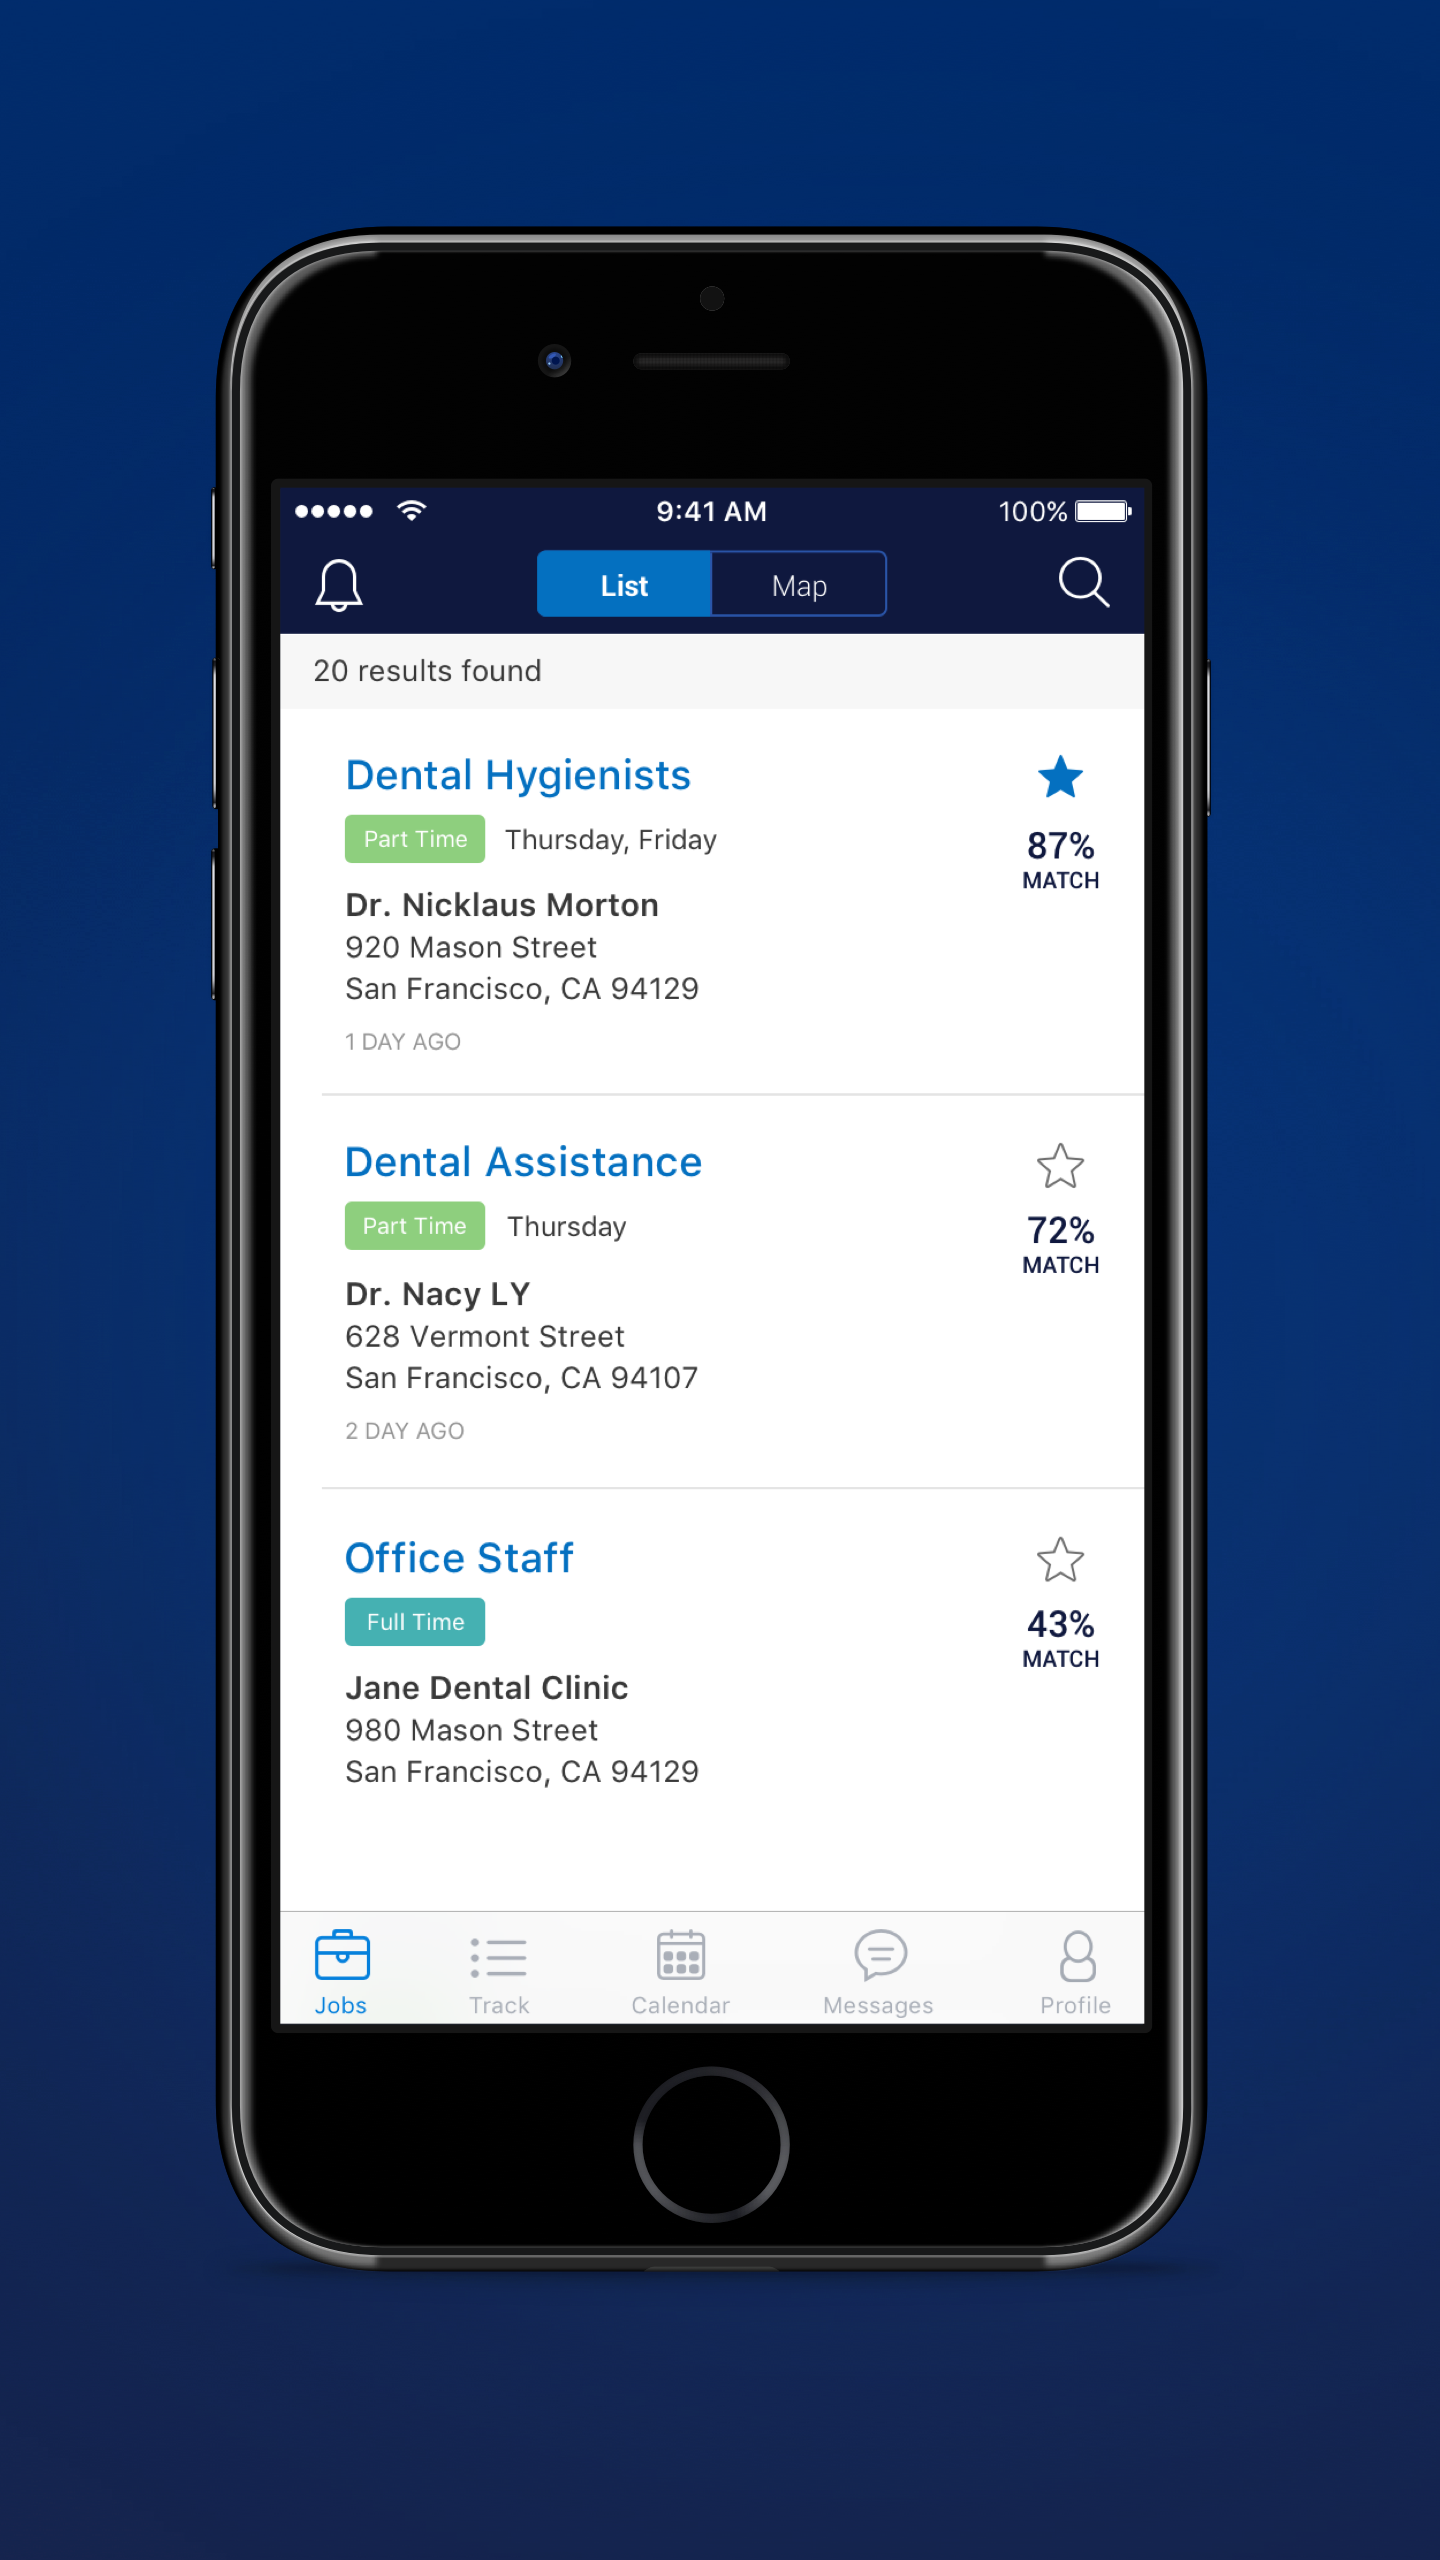 9:41 AM
100%
List
Map
20 results found
Dental Hygienists
Part Time
Thursday, Friday
87%
MATCH
Dr. Nicklaus Morton
920 Mason Street
San Francisco, CA 94129
1 DAY AGO
Dental Assistance
Part Time
Thursday
72%
MATCH
Dr. Nacy LY
628 Vermont Street
San Francisco, CA 94107
2 DAY AGO
Office Staff
Full Time
43%
MATCH
Jane Dental Clinic
980 Mason Street
San Francisco, CA 94129
Jobs
Track
Calendar
Messages
Profile